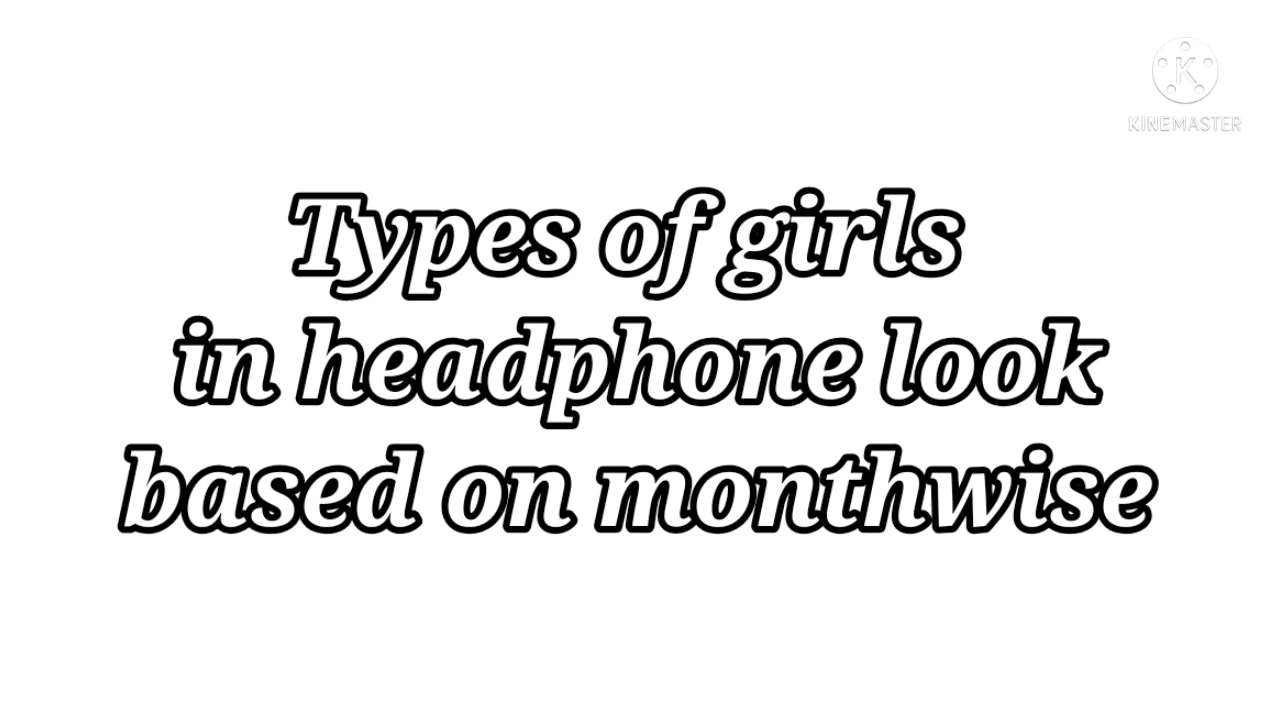 KINEMASTER
Types of girls
in headphone look
based on monthwise